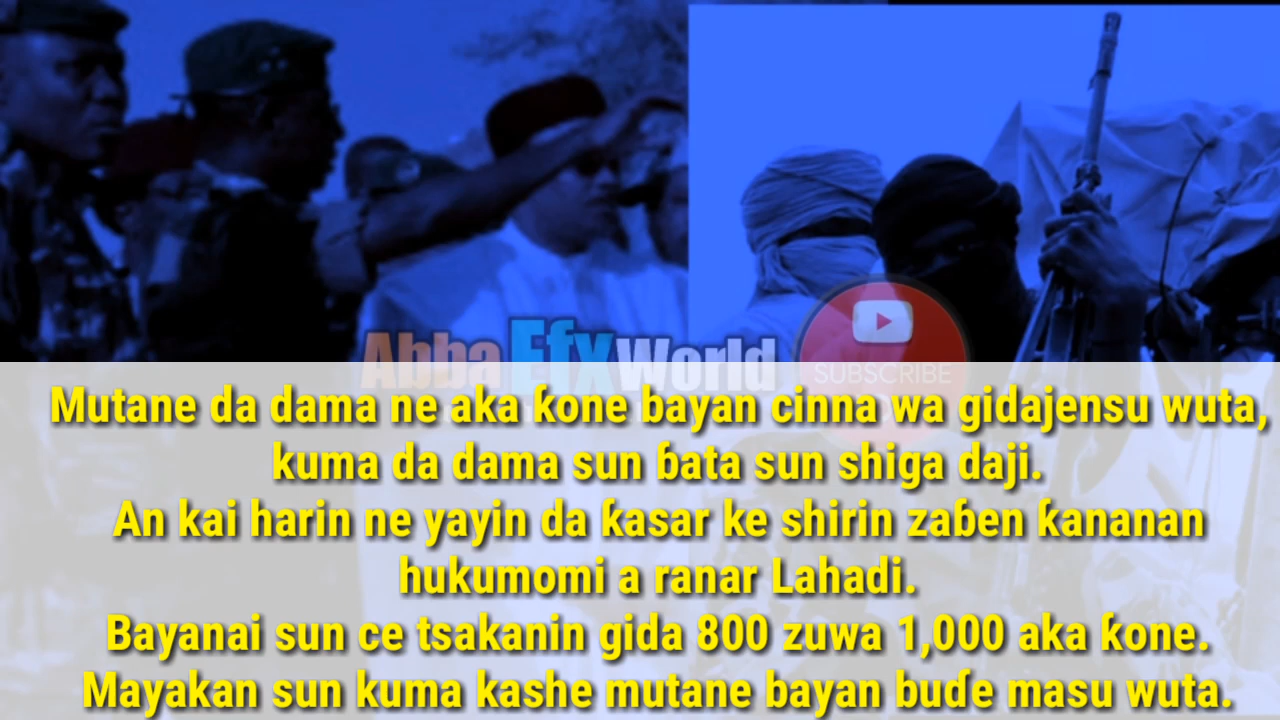 Abba Efx World
SUBSCRIBE
Mutane da dama ne aka ƙone bayan cinna wa gidajensu wuta,
kuma da dama sun ɓata sun shiga daji.
An kai harin ne yayin da ƙasar ke shirin zaɓen ƙananan
hukumomi a ranar Lahadi.
Bayanai sun ce tsakanin gida 800 zuwa 1,000 aka ƙone.
Mayakan sun kuma kashe mutane bayan buɗe masu wuta.